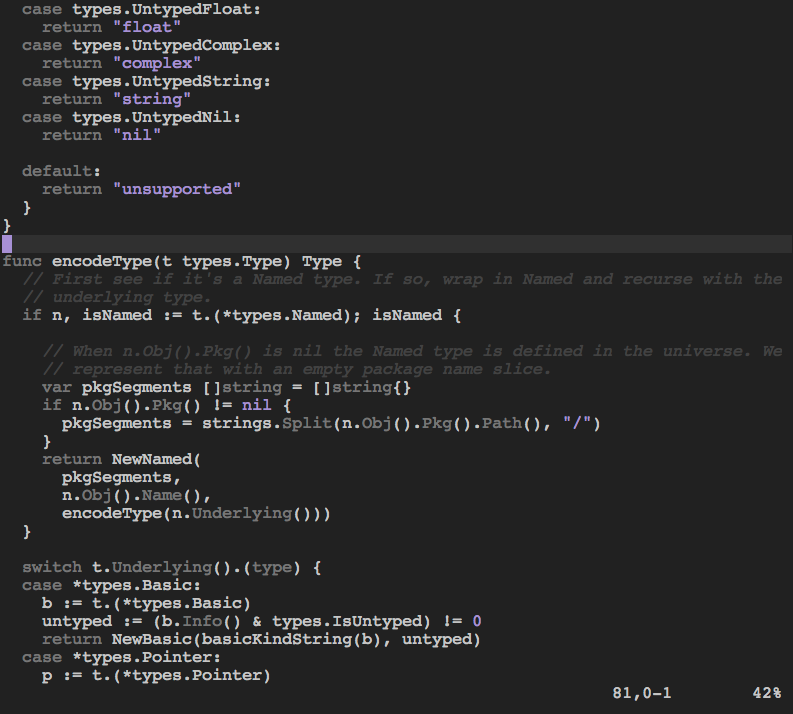 case types.UntypedFloat:
    return "float"
  case types.UntypedComplex:
    return "complex"
  case types.UntypedString:
    return "string"
  case types.UntypedNil:
    return "nil"

  default:
    return "unsupported"
  }
}

func encodeType(t types.Type) Type {
  // First see if it's a Named type. If so, wrap in Named and recurse with the
  // underlying type.
  if n, isNamed := t.(*types.Named); isNamed {

    // When n.Obj().Pkg() is nil the Named type is defined in the universe. We
    // represent that with an empty package name slice.
    var pkgSegments []string = []string{}
    if n.Obj().Pkg() != nil {
      pkgSegments = strings.Split(n.Obj().Pkg().Path(), "/")
    }
    return NewNamed(
      pkgSegments,
      n.Obj().Name(),
      encodeType(n.Underlying()))
  }

  switch t.Underlying().(type) {
  case *types.Basic:
    b := t.(*types.Basic)
    untyped := (b.Info() & types.IsUntyped) != 0
    return NewBasic(basicKindString(b), untyped)
  case *types.Pointer:
    p := t.(*types.Pointer)
81,0-1 42%